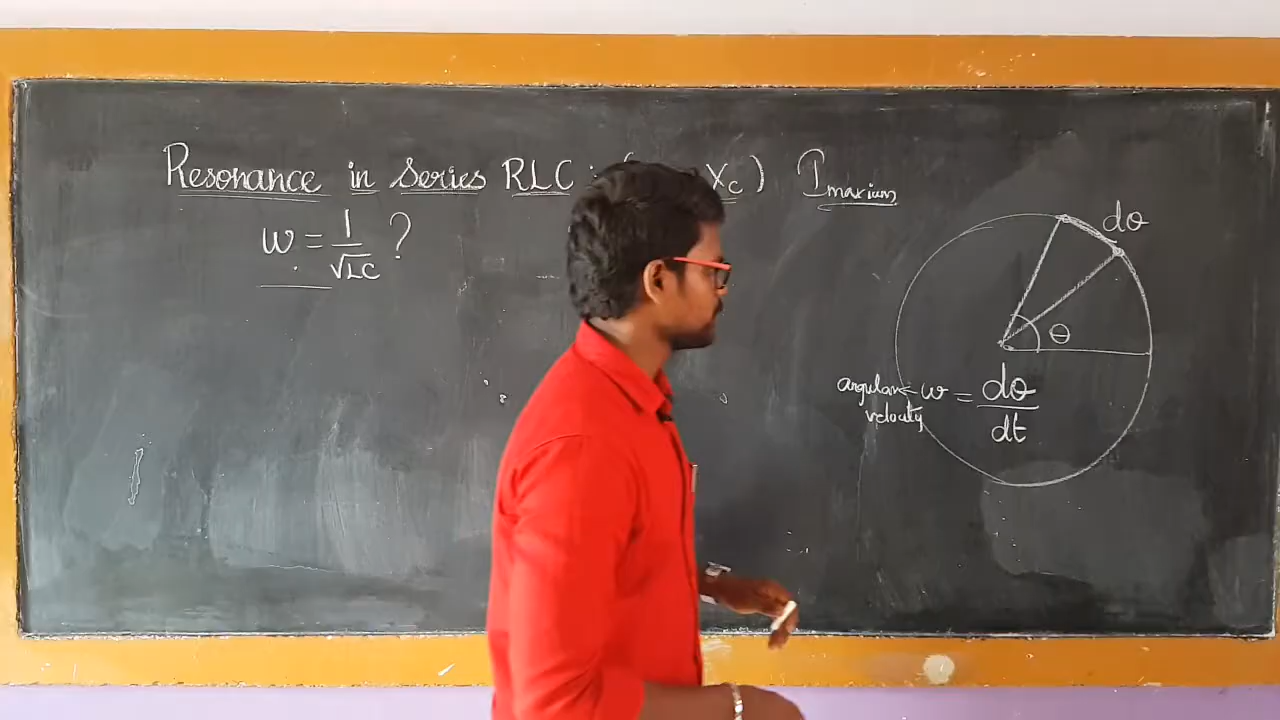 Resonance in Series RLC : ( Xc ) Imaxium
w = 1/√LC ?
dθ
θ
angular velocity ← w = dθ/dt